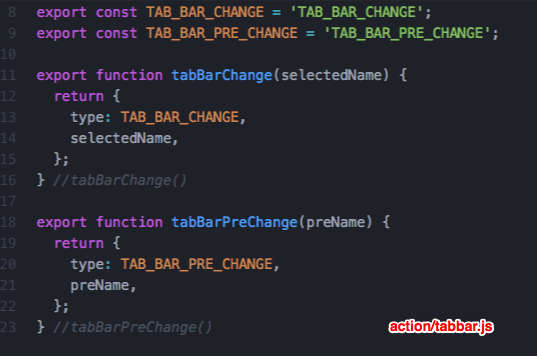 8 export const TAB_BAR_CHANGE = 'TAB_BAR_CHANGE';
9 export const TAB_BAR_PRE_CHANGE = 'TAB_BAR_PRE_CHANGE';
10
11 export function tabBarChange(selectedName) {
12   return {
13     type: TAB_BAR_CHANGE,
14     selectedName,
15   };
16 } //tabBarChange()
17
18 export function tabBarPreChange(preName) {
19   return {
20     type: TAB_BAR_PRE_CHANGE,
21     preName,
22   };
23 } //tabBarPreChange()
action/tabbar.js